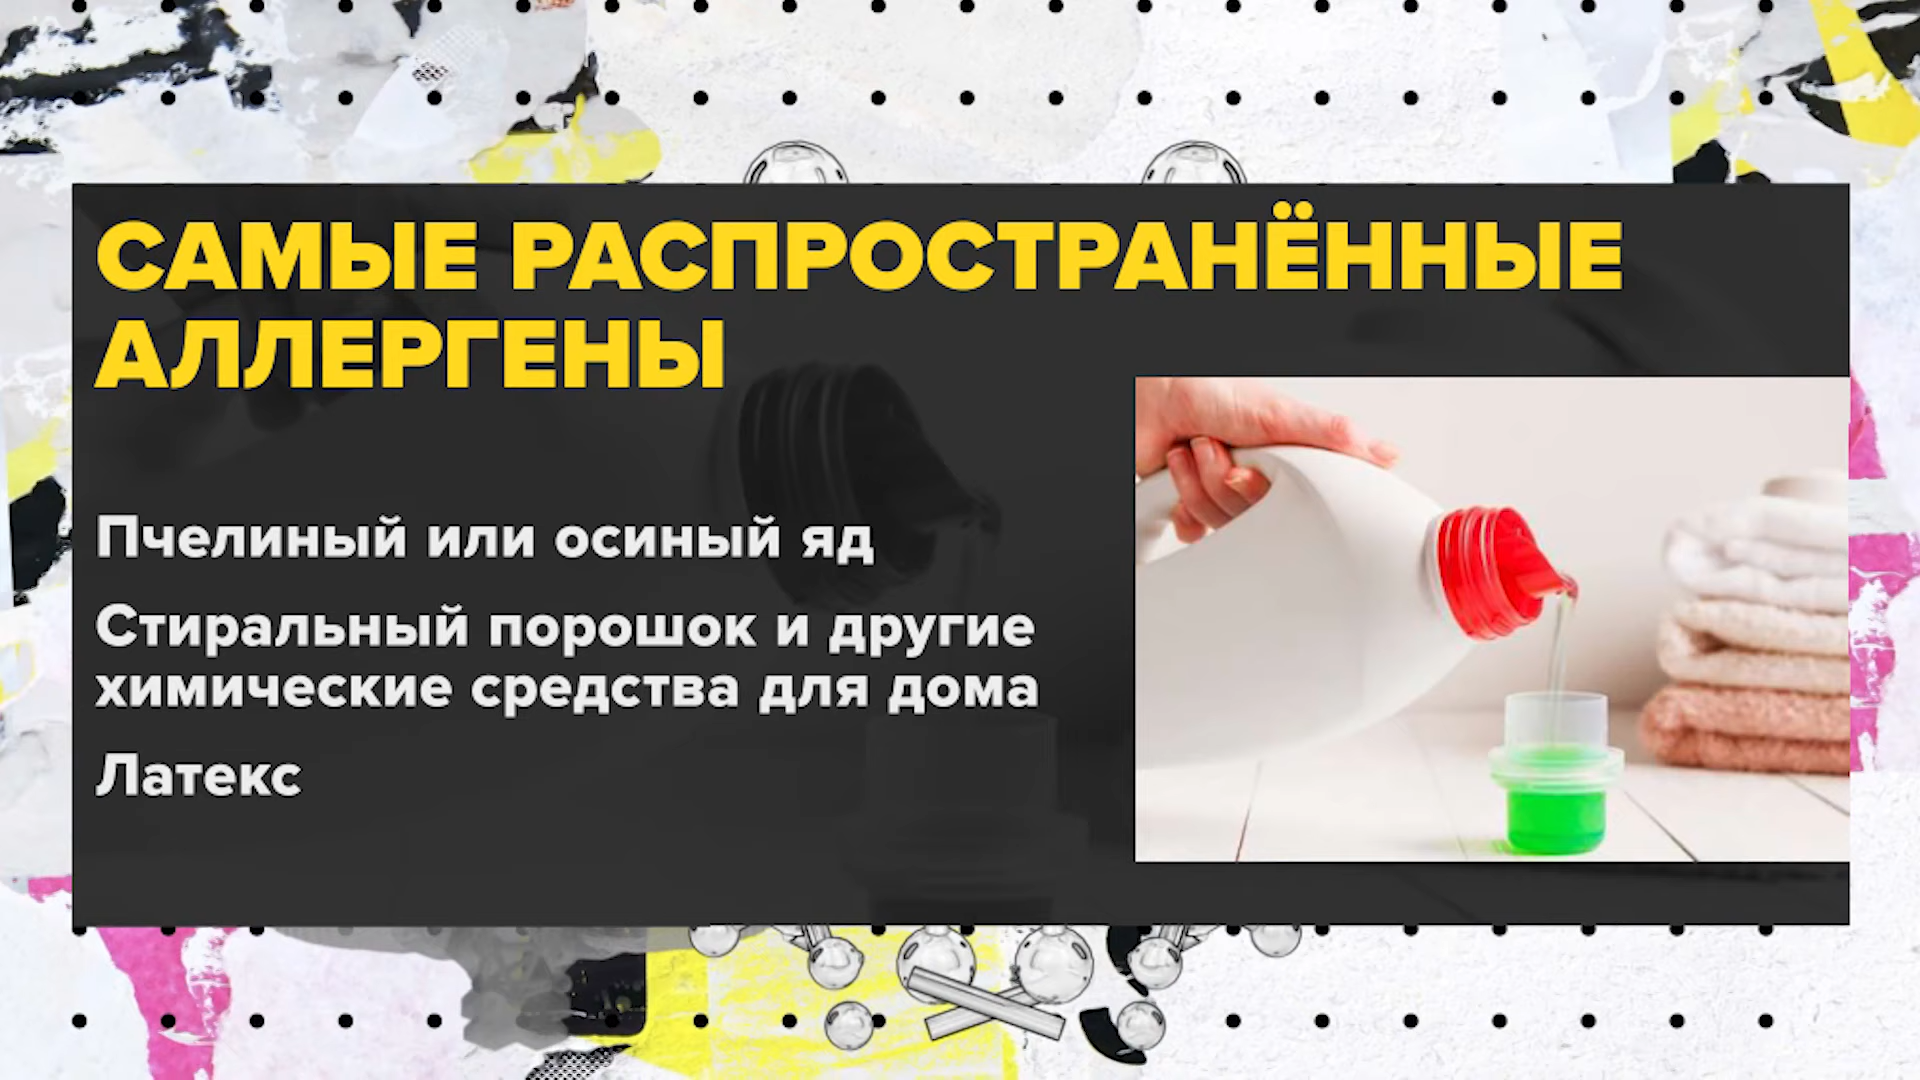 САМЫЕ РАСПРОСТРАНЁННЫЕ
АЛЛЕРГЕНЫ
Пчелиный или осиный яд
Стиральный порошок и другие
химические средства для дома
Латекс